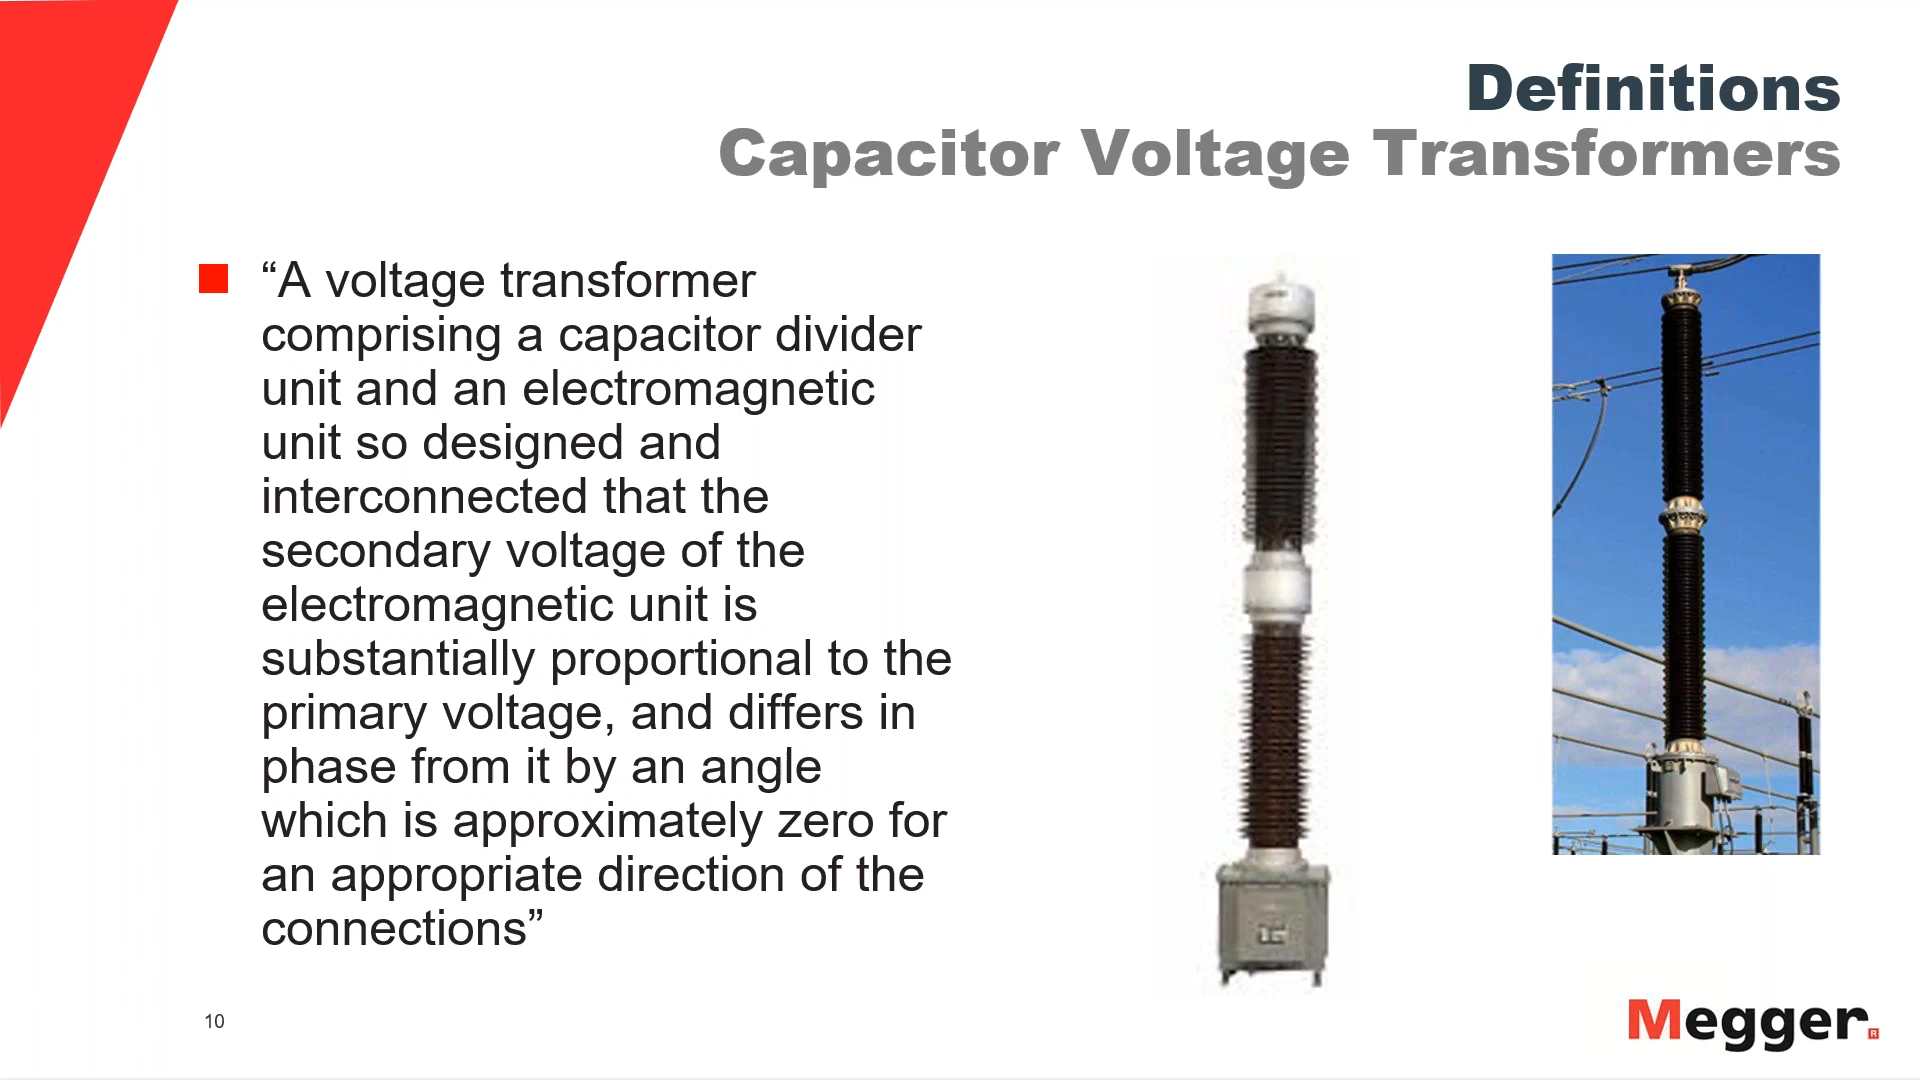 Definitions
Capacitor Voltage Transformers
“A voltage transformer
comprising a capacitor divider
unit and an electromagnetic
unit so designed and
interconnected that the
secondary voltage of the
electromagnetic unit is
substantially proportional to the
primary voltage, and differs in
phase from it by an angle
which is approximately zero for
an appropriate direction of the
connections”
10
Megger